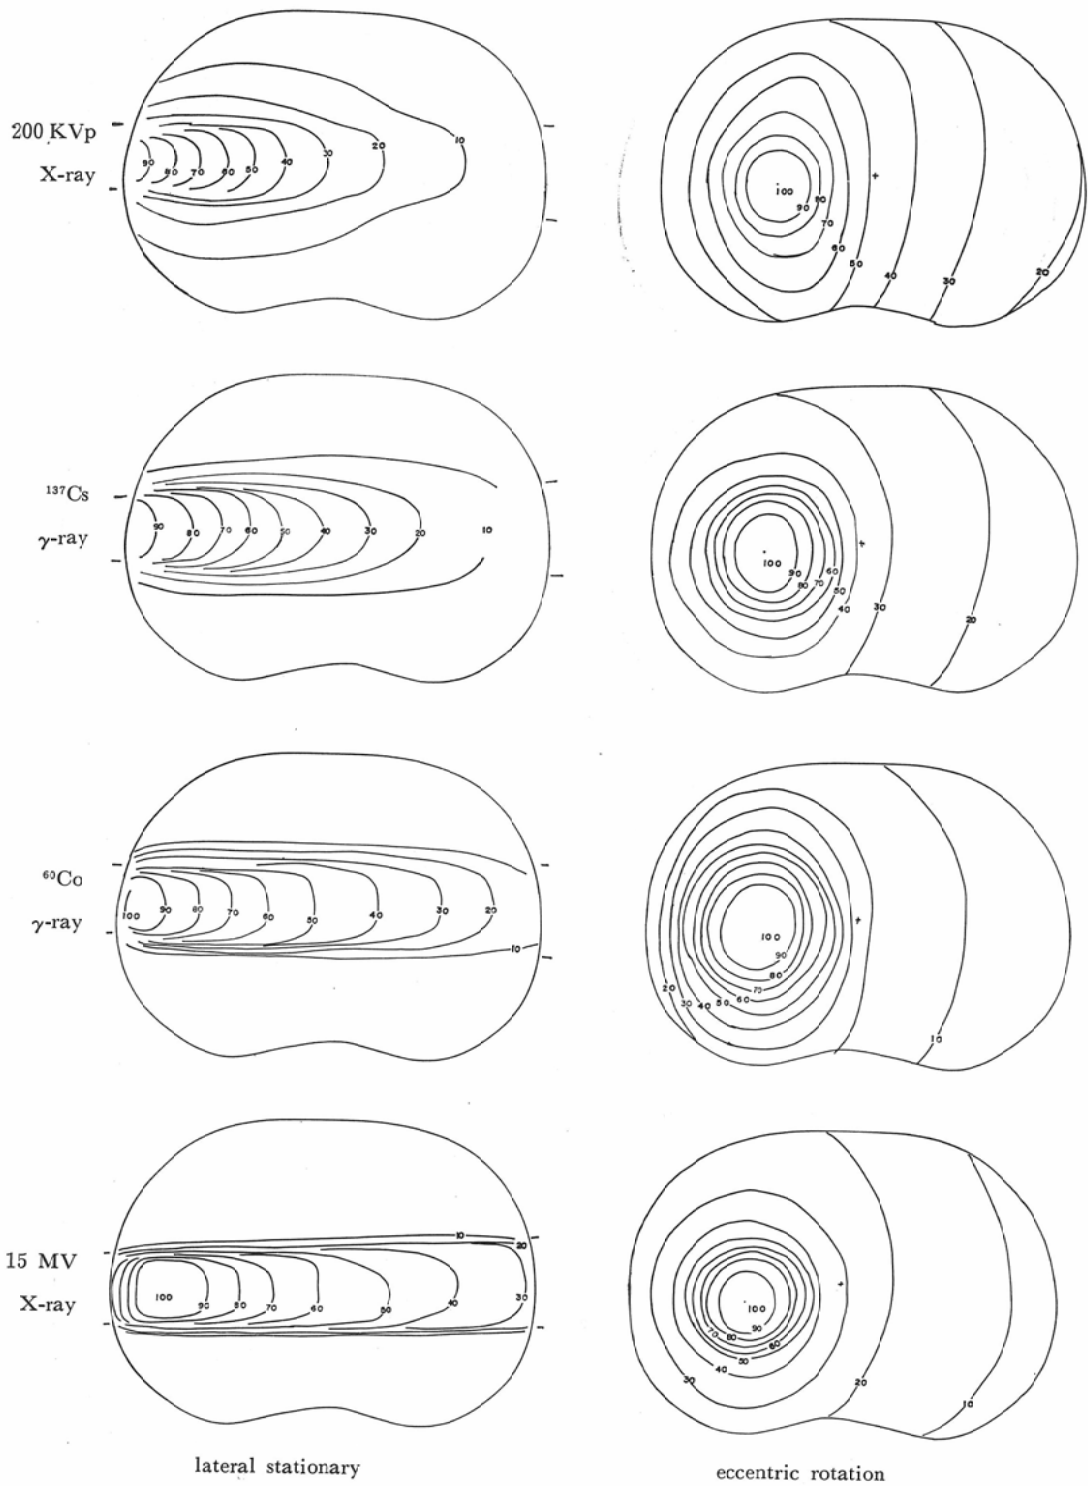 200 KVp
X-ray
90 80 70 60 50 40 30 20 10
100 90 80 70 60 50 40 30 20
¹³⁷Cs
γ-ray
90 80 70 60 50 40 30 20 10
100 90 80 70 60 50 40 30 20
⁶⁰Co
γ-ray
100 90 80 70 60 50 40 30 20 10
100 90 80 70 60 50 40 30 20 10
15 MV
X-ray
10 20
100 90 80 70 60 50 40 30
100 90 80 70 60 50 40 30 20 10
lateral stationary
eccentric rotation